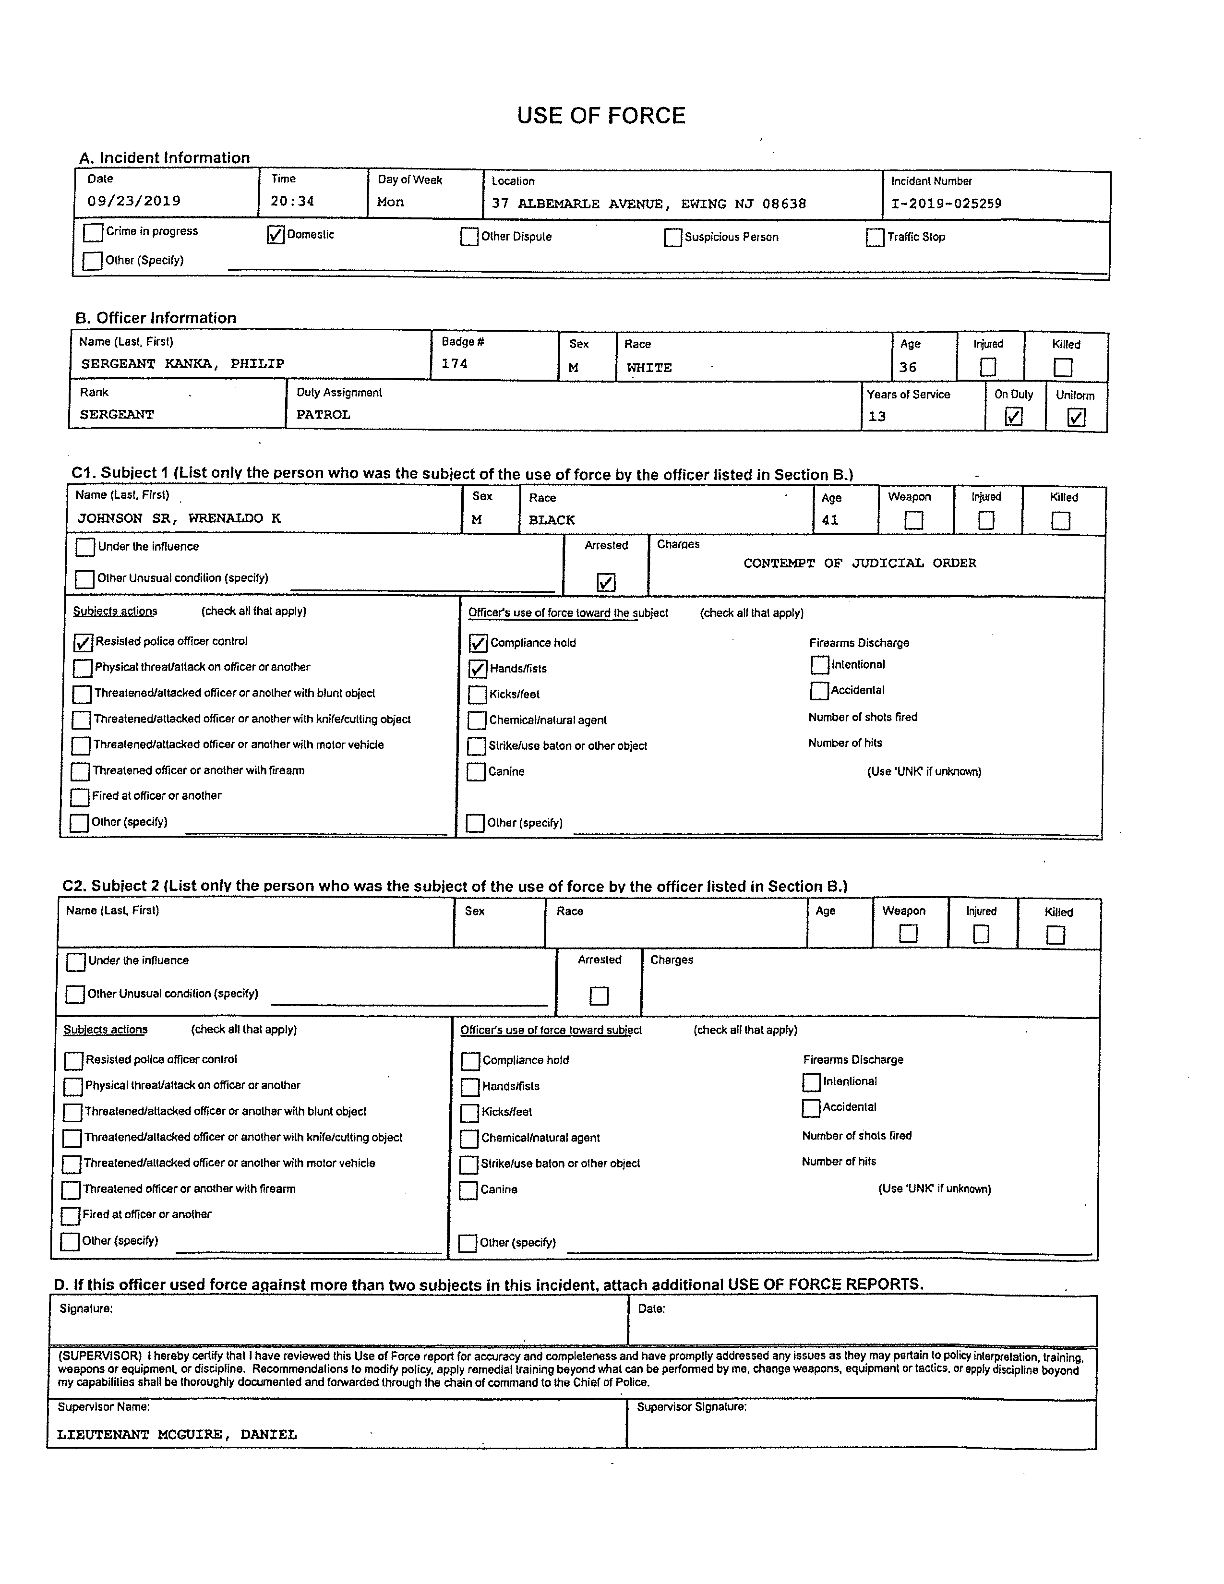 USE OF FORCE
A. Incident Information
Date Time Day of Week Location Incident Number
09/23/2019 20:34 Mon 37 ALBEMARLE AVENUE, EWING NJ 08638 I-2019-025259
Crime in progress Domestic Other Dispute Suspicious Person Traffic Stop
Other (Specify)
B. Officer Information
Name (Last, First) Badge # Sex Race Age Injured Killed
SERGEANT KANKA, PHILIP 174 M WHITE 36
Rank Duty Assignment Years of Service On Duty Uniform
SERGEANT PATROL 13
C1. Subject 1 (List only the person who was the subject of the use of force by the officer listed in Section B.)
Name (Last, First) Sex Race Age Weapon Injured Killed
JOHNSON SR, WRENALDO K M BLACK 41
Under the influence Arrested Charges
CONTEMPT OF JUDICIAL ORDER
Other Unusual condition (specify)
Subjects actions (check all that apply) Officer's use of force toward the subject (check all that apply)
Resisted police officer control Compliance hold Firearms Discharge
Physical threat/attack on officer or another Hands/fists Intentional
Threatened/attacked officer or another with blunt object Kicks/feet Accidental
Threatened/attacked officer or another with knife/cutting object Chemical/natural agent Number of shots fired
Threatened/attacked officer or another with motor vehicle Strike/use baton or other object Number of hits
Threatened officer or another with firearm Canine (Use 'UNK' if unknown)
Fired at officer or another
Other (specify) Other (specify)
C2. Subject 2 (List only the person who was the subject of the use of force by the officer listed in Section B.)
Name (Last, First) Sex Race Age Weapon Injured Killed
Under the influence Arrested Charges
Other Unusual condition (specify)
Subjects actions (check all that apply) Officer's use of force toward subject (check all that apply)
Resisted police officer control Compliance hold Firearms Discharge
Physical threat/attack on officer or another Hands/fists Intentional
Threatened/attacked officer or another with blunt object Kicks/feet Accidental
Threatened/attacked officer or another with knife/cutting object Chemical/natural agent Number of shots fired
Threatened/attacked officer or another with motor vehicle Strike/use baton or other object Number of hits
Threatened officer or another with firearm Canine (Use 'UNK' if unknown)
Fired at officer or another
Other (specify) Other (specify)
D. If this officer used force against more than two subjects in this incident, attach additional USE OF FORCE REPORTS.
Signature: Date:
(SUPERVISOR) I hereby certify that I have reviewed this Use of Force report for accuracy and completeness and have promptly addressed any issues as they may pertain to policy interpretation, training,
weapons or equipment, or discipline. Recommendations to modify policy, apply remedial training beyond what can be performed by me, change weapons, equipment or tactics, or apply discipline beyond
my capabilities shall be thoroughly documented and forwarded through the chain of command to the Chief of Police.
Supervisor Name: Supervisor Signature:
LIEUTENANT MCGUIRE, DANIEL